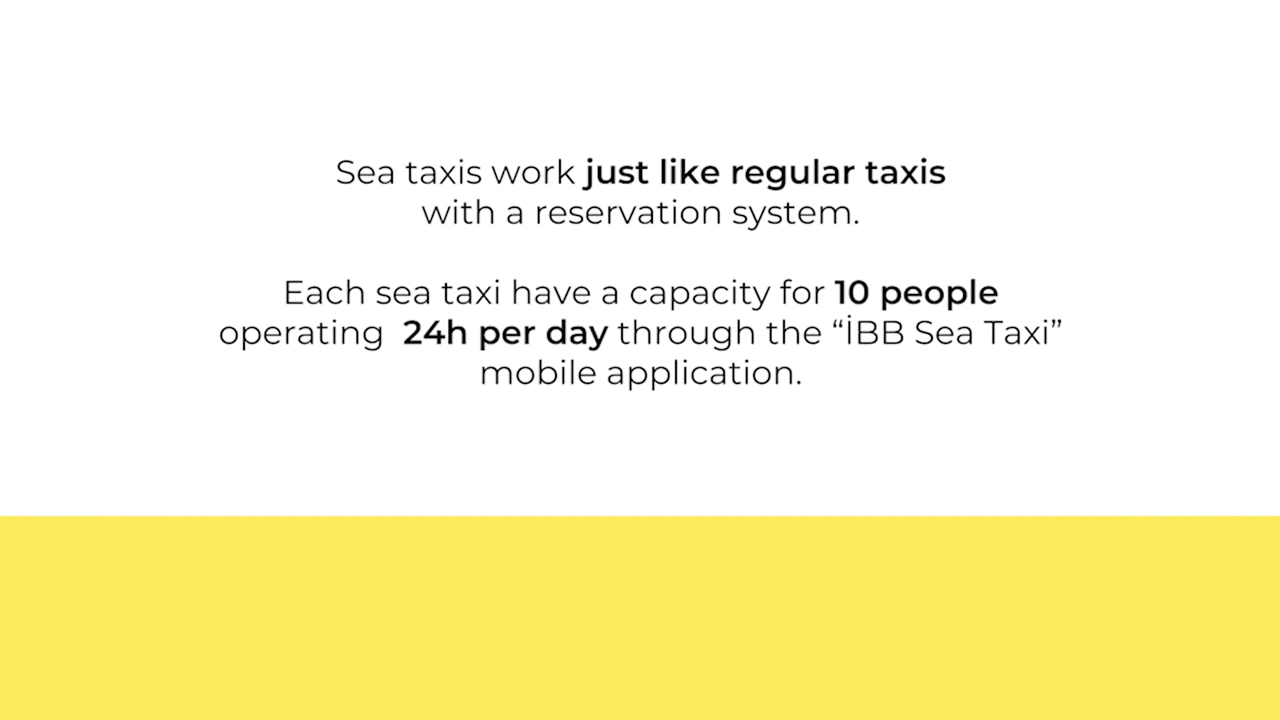 Sea taxis work just like regular taxis
with a reservation system.
Each sea taxi have a capacity for 10 people
operating  24h per day through the “İBB Sea Taxi”
mobile application.